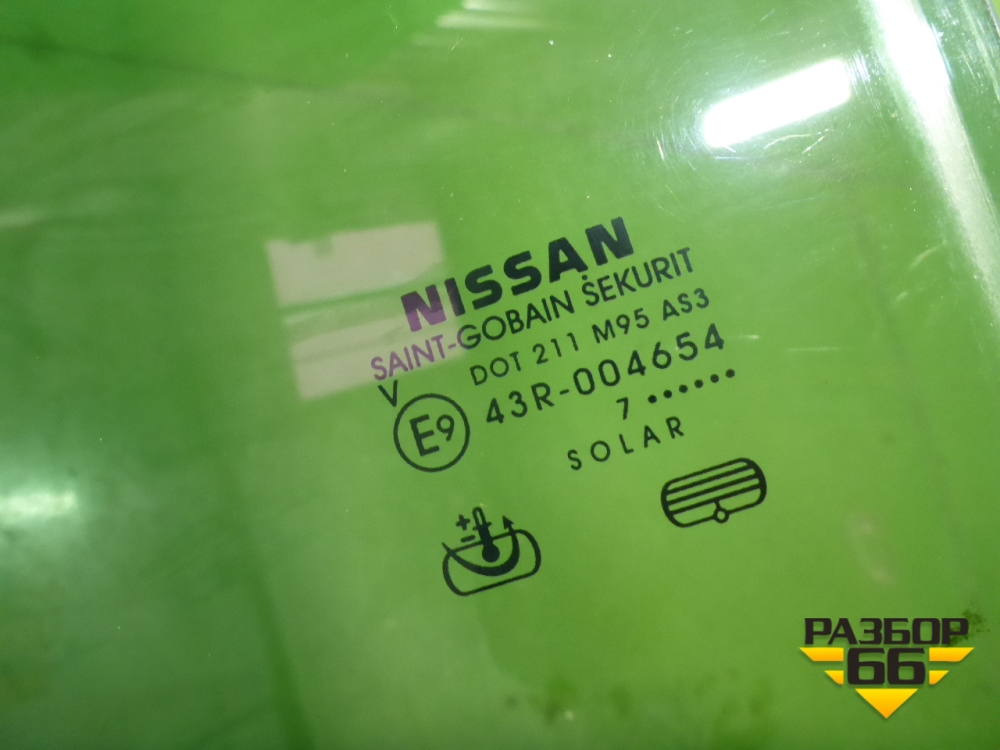 NISSAN
SAINT-GOBAIN SEKURIT
DOT 211 M95 AS3
V
E9
43R-004654
7 ••••••
SOLAR
+
-
РАЗБОР
66